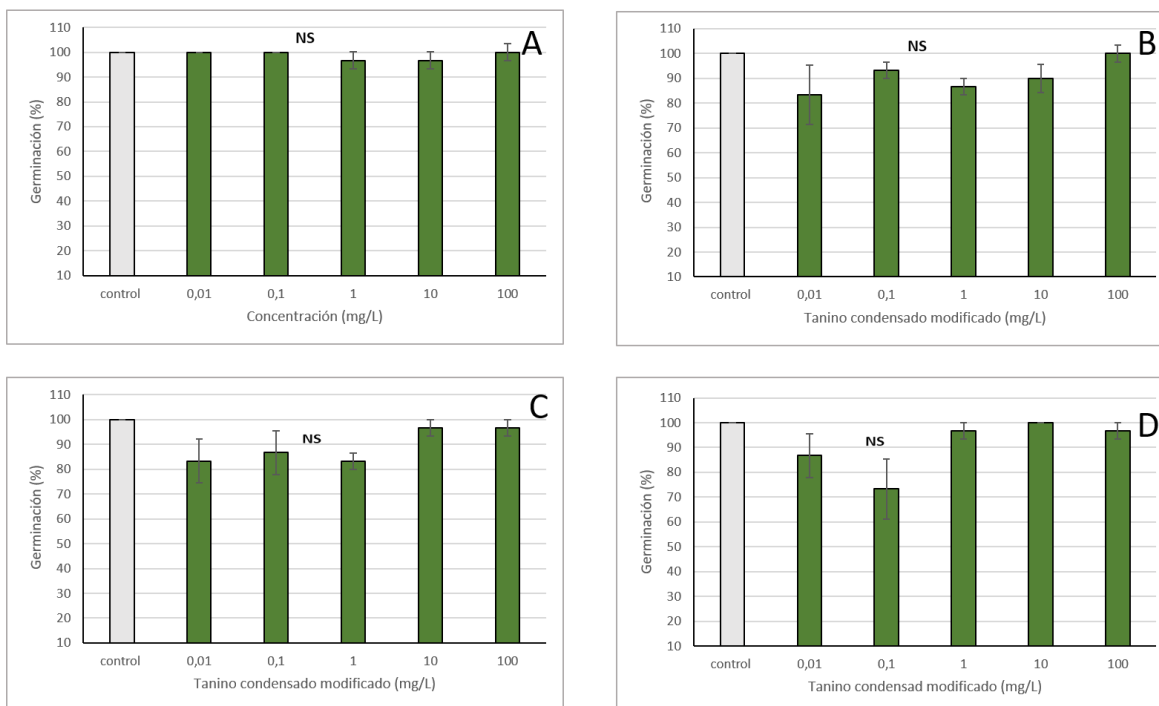 A
NS
Germinación (%)
110
100
90
80
70
60
50
40
30
20
10
control 0,01 0,1 1 10 100
Concentración (mg/L)
B
NS
Germinación (%)
110
100
90
80
70
60
50
40
30
20
10
control 0,01 0,1 1 10 100
Tanino condensado modificado (mg/L)
C
NS
Germinación (%)
110
100
90
80
70
60
50
40
30
20
10
control 0,01 0,1 1 10 100
Tanino condensado modificado (mg/L)
D
NS
Germinación (%)
110
100
90
80
70
60
50
40
30
20
10
control 0,01 0,1 1 10 100
Tanino condensad modificado (mg/L)